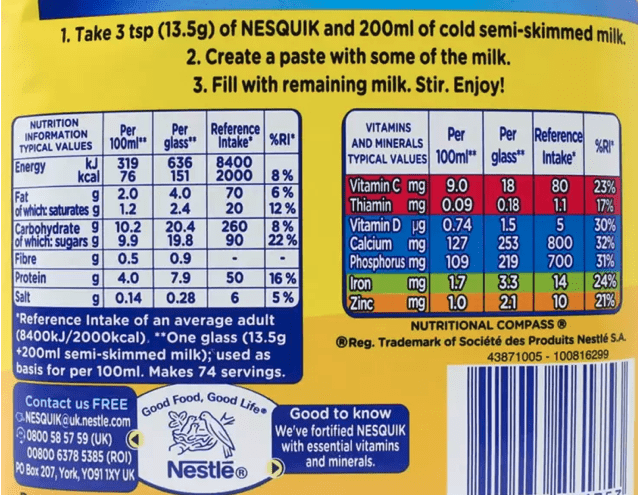 1. Take 3 tsp (13.5g) of NESQUIK and 200ml of cold semi-skimmed milk.
2. Create a paste with some of the milk.
3. Fill with remaining milk. Stir. Enjoy!
NUTRITION INFORMATION TYPICAL VALUES Per 100ml** Per glass** Reference Intake* %RI*
Energy kJ 319 636 8400
kcal 76 151 2000 8%
Fat g 2.0 4.0 70 6%
of which: saturates g 1.2 2.4 20 12%
Carbohydrate g 10.2 20.4 260 8%
of which: sugars g 9.9 19.8 90 22%
Fibre g 0.5 0.9 - -
Protein g 4.0 7.9 50 16%
Salt g 0.14 0.28 6 5%
*Reference Intake of an average adult
(8400kJ/2000kcal). **One glass (13.5g
+200ml semi-skimmed milk); used as
basis for per 100ml. Makes 74 servings.
VITAMINS AND MINERALS TYPICAL VALUES Per 100ml** Per glass** Reference Intake* %RI*
Vitamin C mg 9.0 18 80 23%
Thiamin mg 0.09 0.18 1.1 17%
Vitamin D µg 0.74 1.5 5 30%
Calcium mg 127 253 800 32%
Phosphorus mg 109 219 700 31%
Iron mg 1.7 3.3 14 24%
Zinc mg 1.0 2.1 10 21%
NUTRITIONAL COMPASS ®
®Reg. Trademark of Société des Produits Nestlé S.A.
43871005 - 100816299
Contact us FREE
NESQUIK@uk.nestle.com
0800 58 57 59 (UK)
00800 6378 5385 (ROI)
PO Box 207, York, YO91 1XY UK
Good Food, Good Life®
Nestlé®
Good to know
We've fortified NESQUIK
with essential vitamins
and minerals.